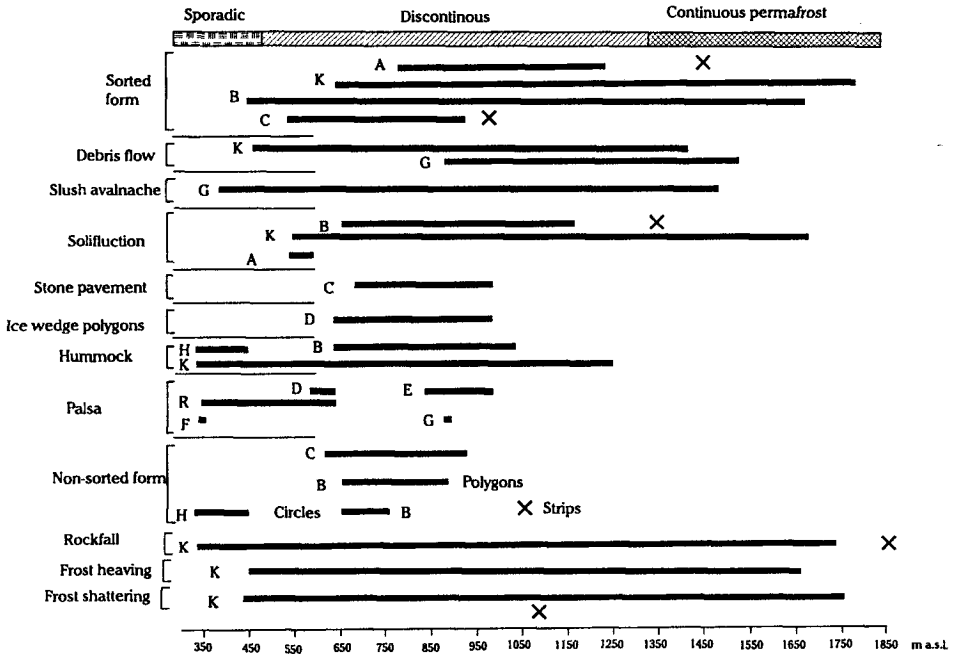 Sporadic Discontinous Continuous permafrost
A ×
Sorted form K
B
C ×
Debris flow K
G
Slush avalnache G
Solifluction B ×
K
A
Stone pavement C
Ice wedge polygons D
Hummock H B
K
Palsa D E
R
F G
Non-sorted form C
B Polygons
H Circles B × Strips
Rockfall K ×
Frost heaving K
Frost shattering K
×
350 450 550 650 750 850 950 1050 1150 1250 1350 1450 1550 1650 1750 1850 m a.s.l.